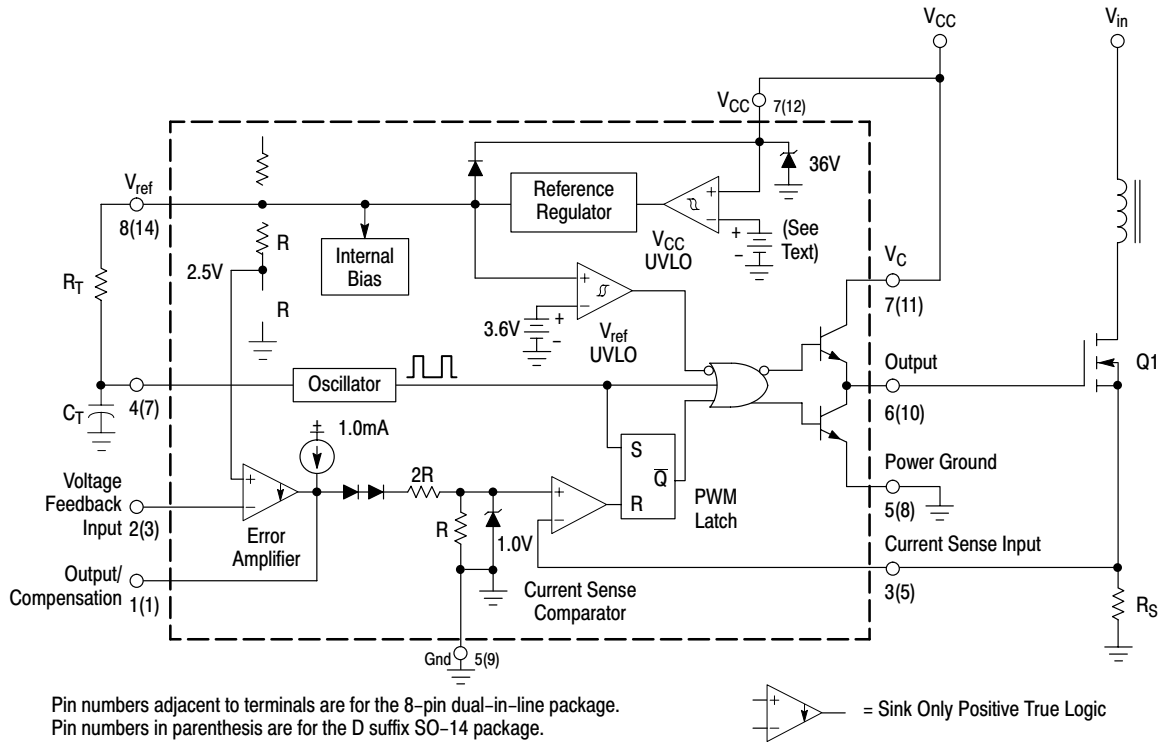 VCC
Vin
VCC 7(12)
36V
Vref
8(14)
Reference
Regulator
+
−
VCC
UVLO
+
−
(See
Text)
R
Internal
Bias
2.5V
R
RT
+
−
3.6V
+
−
Vref
UVLO
VC
7(11)
Output
6(10)
Q1
Oscillator
4(7)
CT
1.0mA
S
Q
R
PWM
Latch
2R
Power Ground
5(8)
Voltage
Feedback
Input 2(3)
+
−
Error
Amplifier
R
1.0V
+
−
Current Sense
Comparator
Current Sense Input
3(5)
Output/
Compensation 1(1)
RS
Gnd 5(9)
Pin numbers adjacent to terminals are for the 8−pin dual−in−line package.
Pin numbers in parenthesis are for the D suffix SO−14 package.
+
−
= Sink Only Positive True Logic